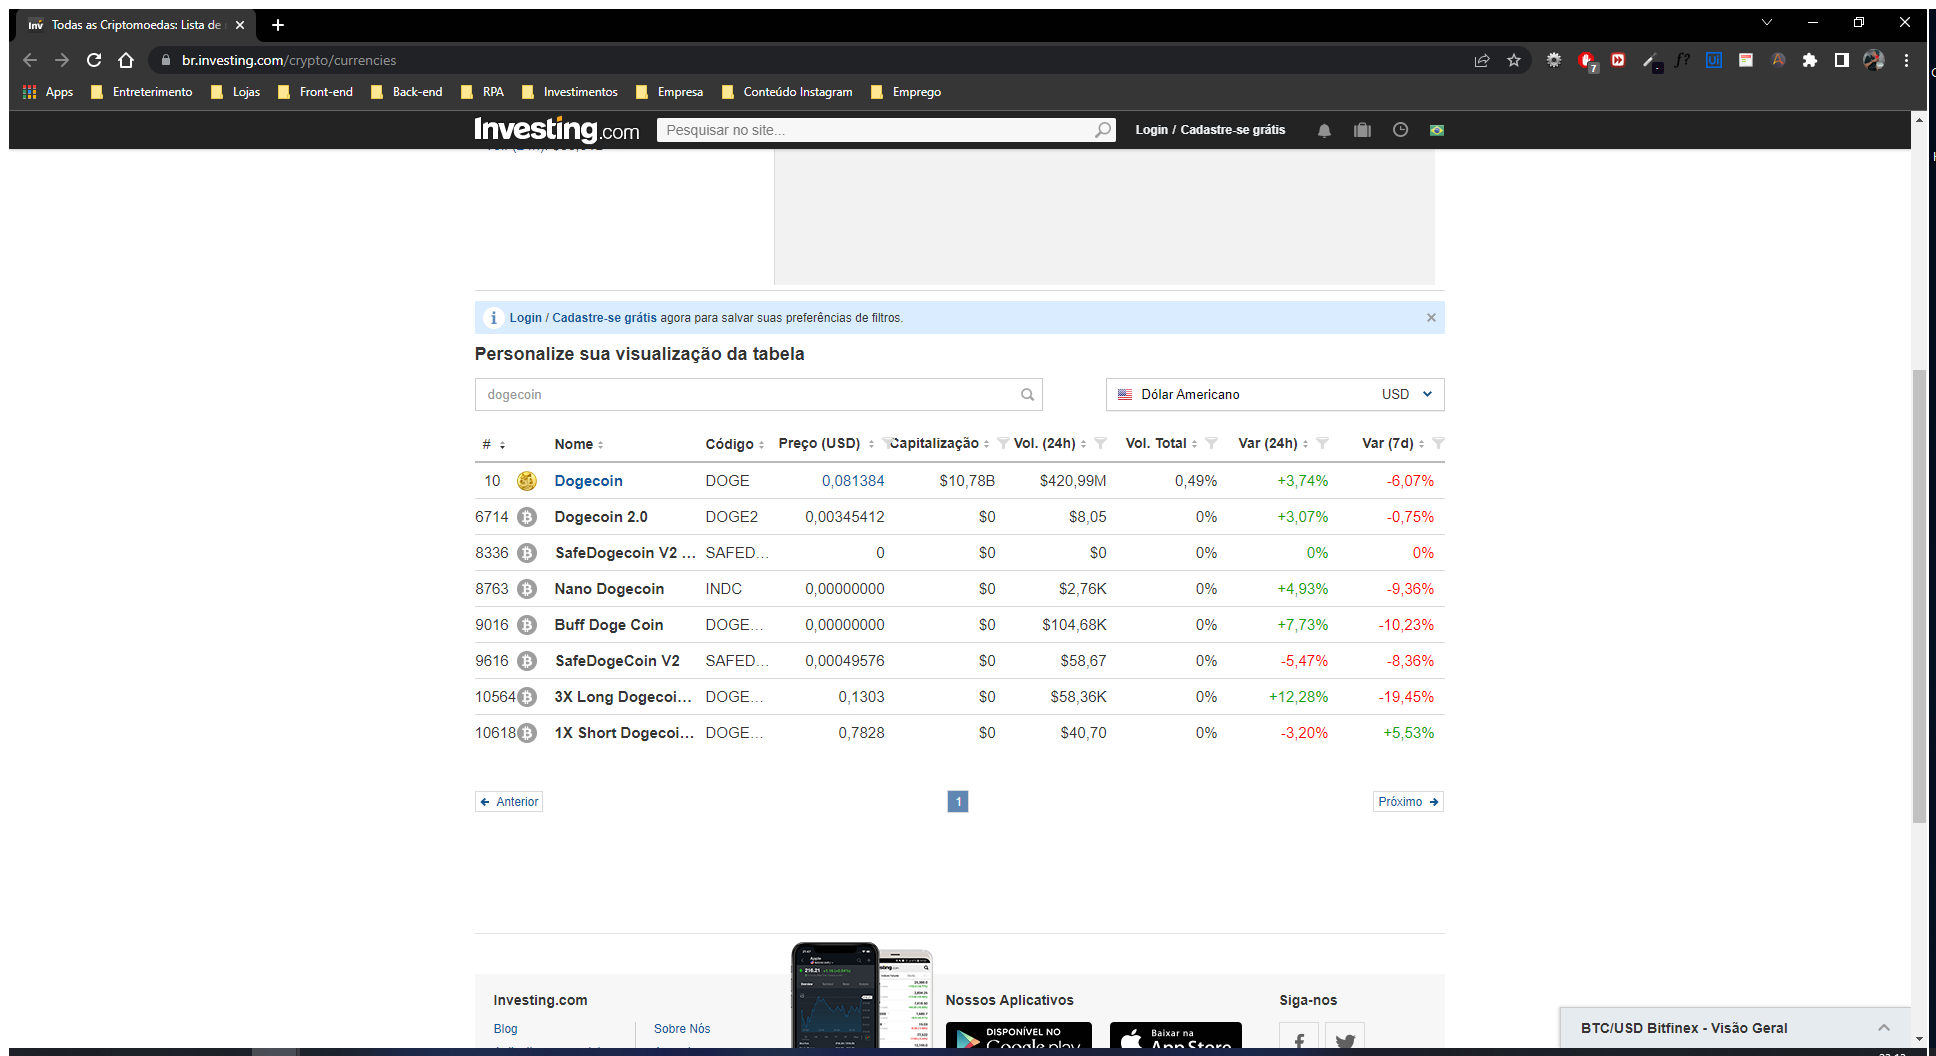 Inv Todas as Criptomoedas: Lista de
br.investing.com/crypto/currencies
7
Apps Entreterimento Lojas Front-end Back-end RPA Investimentos Empresa Conteúdo Instagram Emprego
Investing.com Pesquisar no site... Login / Cadastre-se grátis
Login / Cadastre-se grátis agora para salvar suas preferências de filtros.
Personalize sua visualização da tabela
dogecoin Dólar Americano USD
# Nome Código Preço (USD) Capitalização Vol. (24h) Vol. Total Var (24h) Var (7d)
10 Dogecoin DOGE 0,081384 $10,78B $420,99M 0,49% +3,74% -6,07%
6714 Dogecoin 2.0 DOGE2 0,00345412 $0 $8,05 0% +3,07% -0,75%
8336 SafeDogecoin V2 ... SAFED... 0 $0 $0 0% 0% 0%
8763 Nano Dogecoin INDC 0,00000000 $0 $2,76K 0% +4,93% -9,36%
9016 Buff Doge Coin DOGE... 0,00000000 $0 $104,68K 0% +7,73% -10,23%
9616 SafeDogeCoin V2 SAFED... 0,00049576 $0 $58,67 0% -5,47% -8,36%
10564 3X Long Dogecoi... DOGE... 0,1303 $0 $58,36K 0% +12,28% -19,45%
10618 1X Short Dogecoi... DOGE... 0,7828 $0 $40,70 0% -3,20% +5,53%
Anterior 1 Próximo
Investing.com Nossos Aplicativos Siga-nos
Blog Sobre Nós
DISPONÍVEL NO
Google play
Baixar na
App Store
BTC/USD Bitfinex - Visão Geral